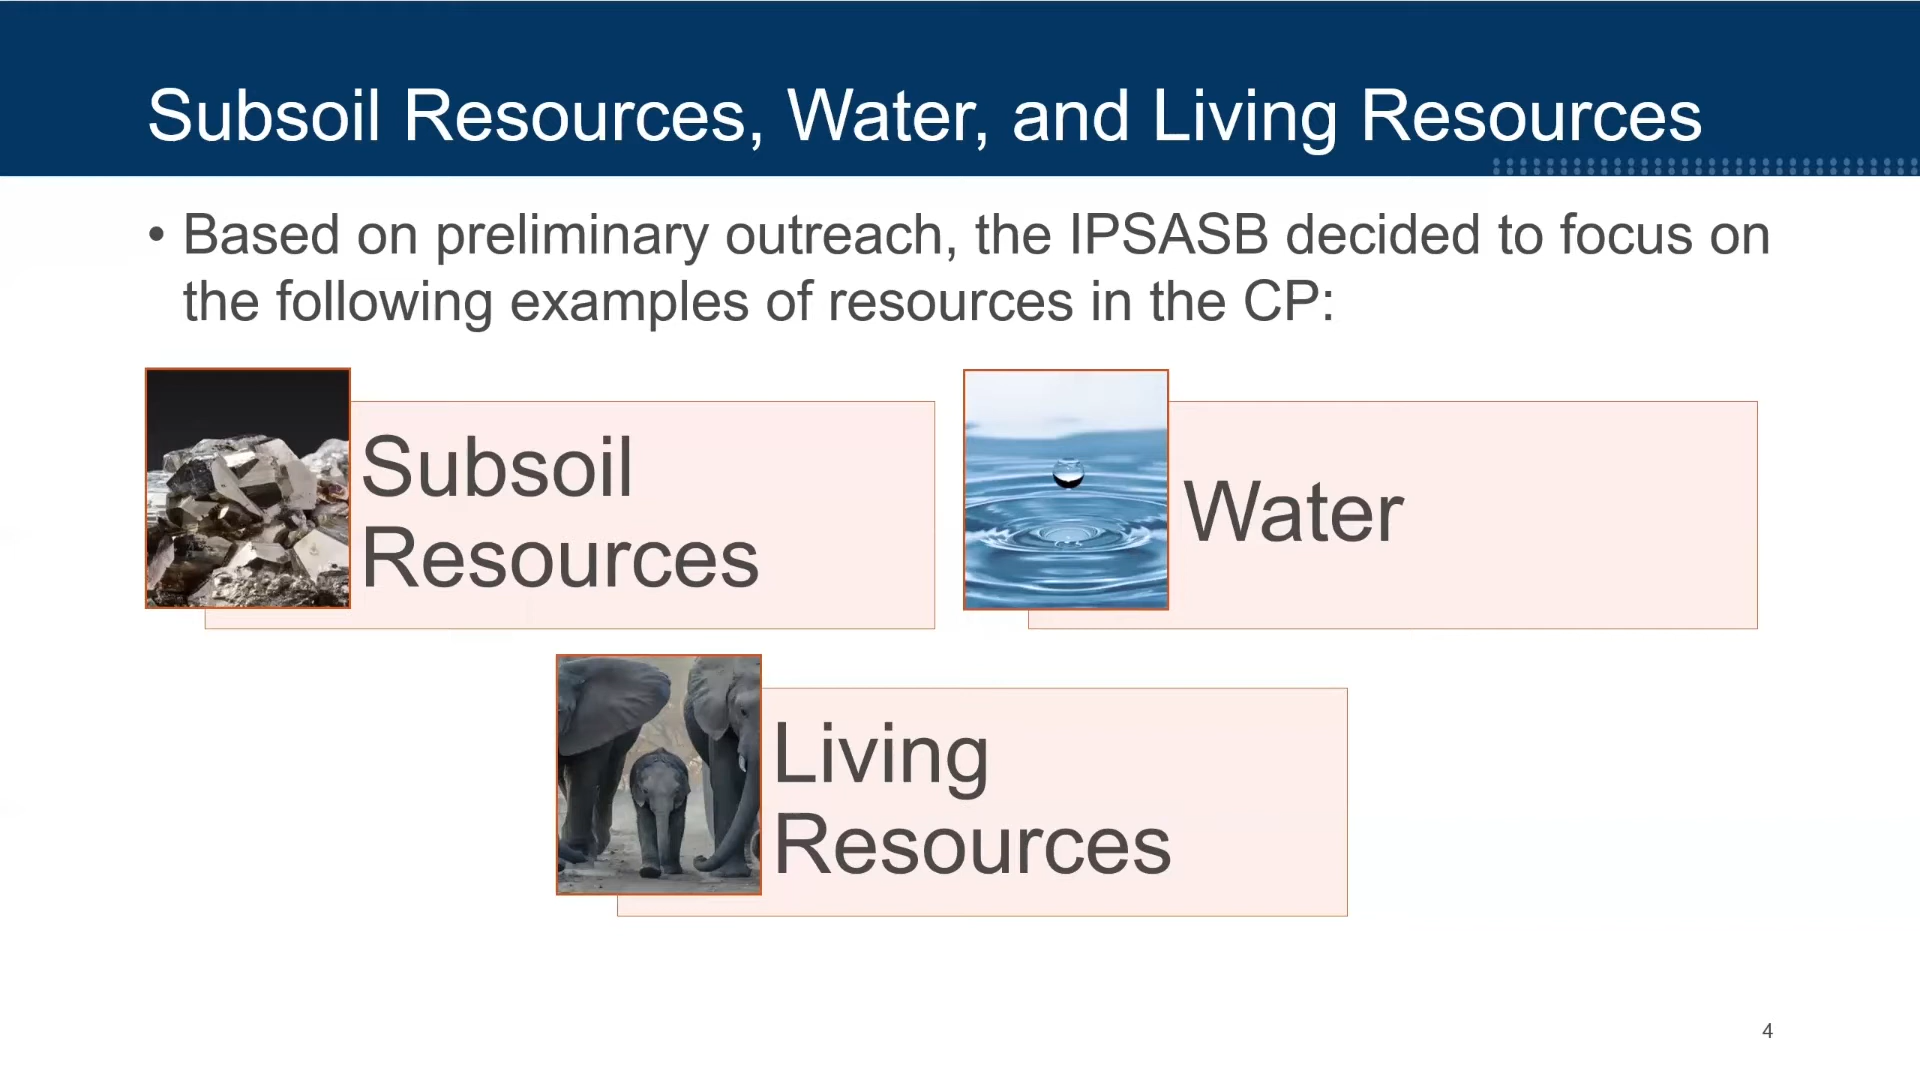 Subsoil Resources, Water, and Living Resources
• Based on preliminary outreach, the IPSASB decided to focus on
the following examples of resources in the CP:
Subsoil
Resources
Water
Living
Resources
4